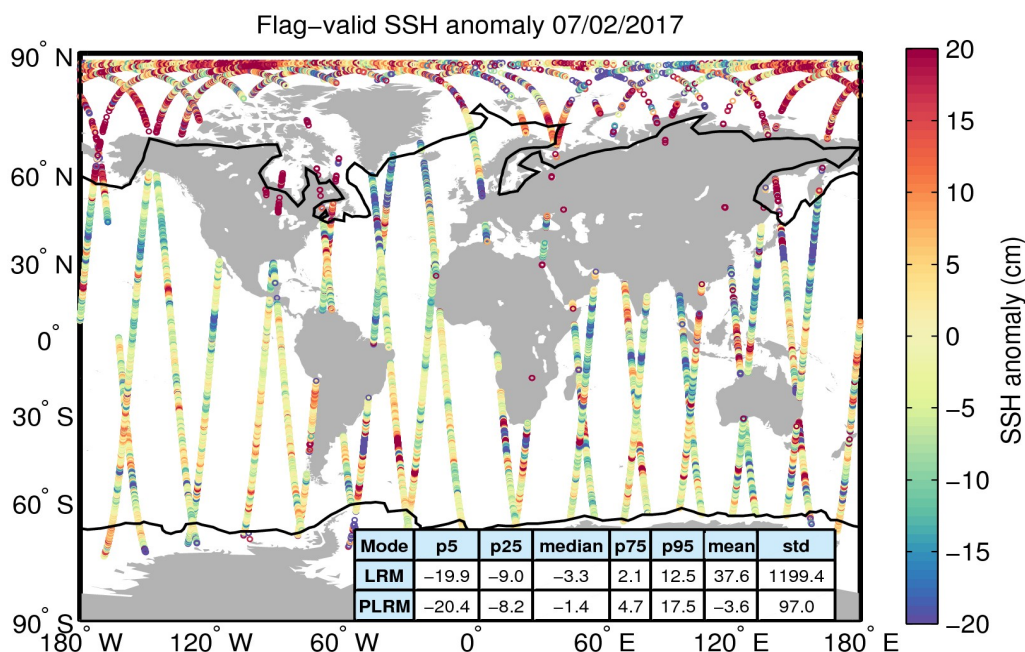 Flag−valid SSH anomaly 07/02/2017
90° N
60° N
30° N
0°
30° S
60° S
90° S
180° W
120° W
60° W
0°
60° E
120° E
180° E
Mode p5 p25 median p75 p95 mean std
LRM −19.9 −9.0 −3.3 2.1 12.5 37.6 1199.4
PLRM −20.4 −8.2 −1.4 4.7 17.5 −3.6 97.0
20
15
10
5
0
−5
−10
−15
−20
SSH anomaly (cm)